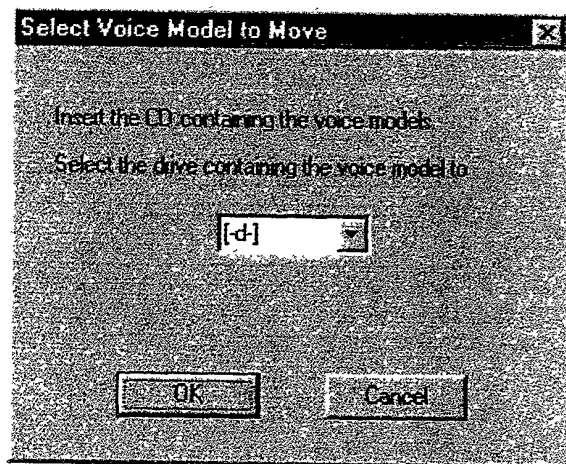 Select Voice Model to Move
Insert the CD containing the voice models
Select the drive containing the voice model to
[-d-]
OK
Cancel